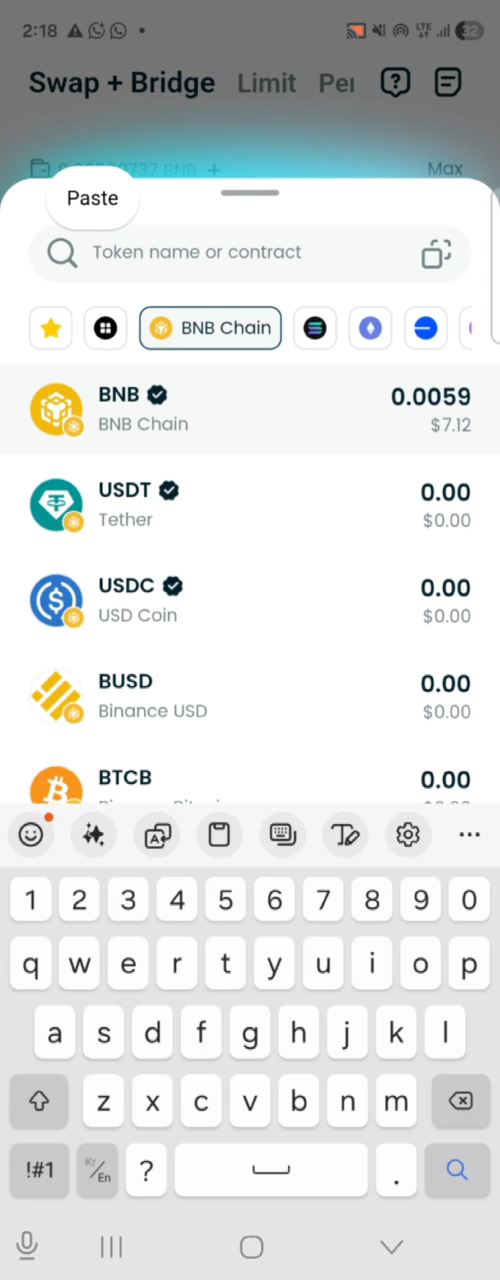 2:18
LTE
32
Swap + Bridge Limit Per
BNB +
Max
Paste
Token name or contract
BNB Chain
BNB
0.0059
BNB Chain
$7.12
USDT
0.00
Tether
$0.00
USDC
0.00
USD Coin
$0.00
BUSD
0.00
Binance USD
$0.00
BTCB
0.00
1 2 3 4 5 6 7 8 9 0
q w e r t y u i o p
a s d f g h j k l
z x c v b n m
!#1 Kr/En ? .